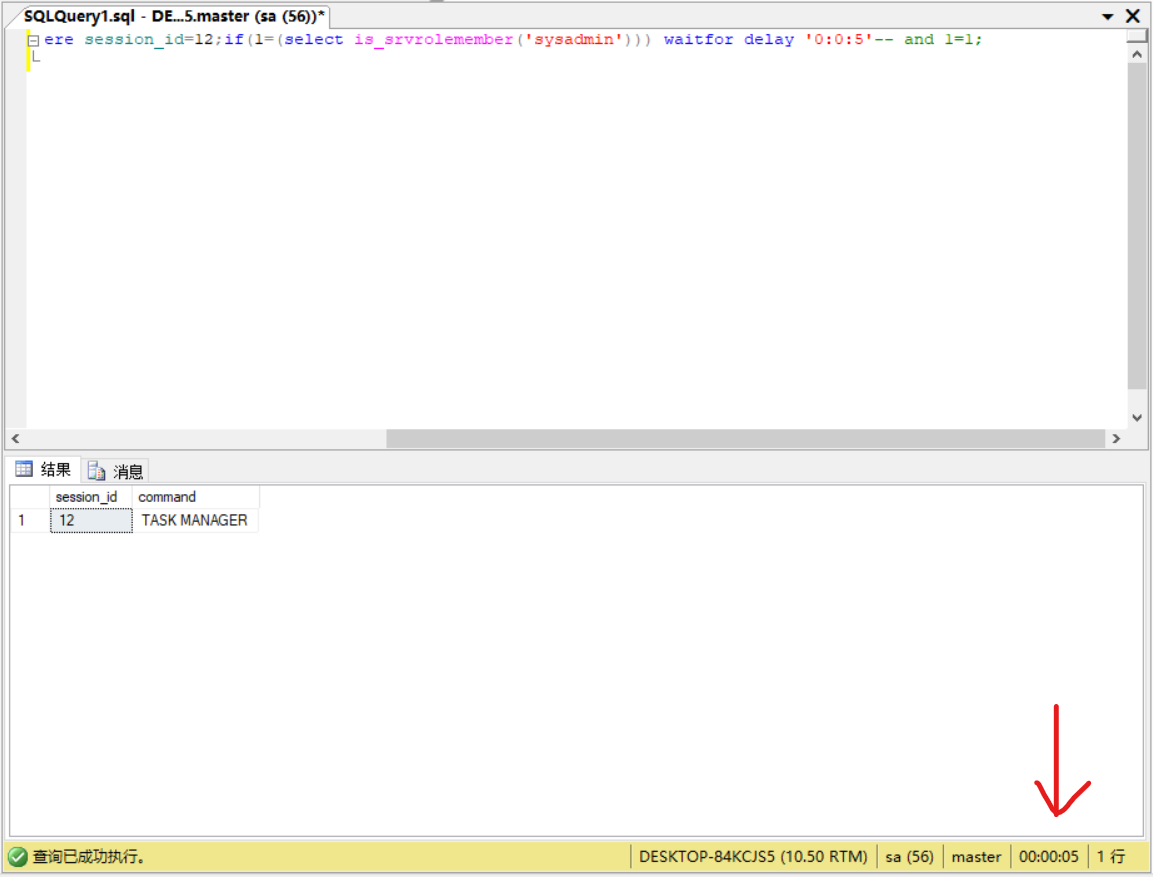 SQLQuery1.sql - DE...5.master (sa (56))*
ere session_id=12;if(1=(select is_srvrolemember('sysadmin'))) waitfor delay '0:0:5'-- and 1=1;
结果 消息
session_id command
1 12 TASK MANAGER
查询已成功执行。 DESKTOP-84KCJS5 (10.50 RTM) sa (56) master 00:00:05 1 行